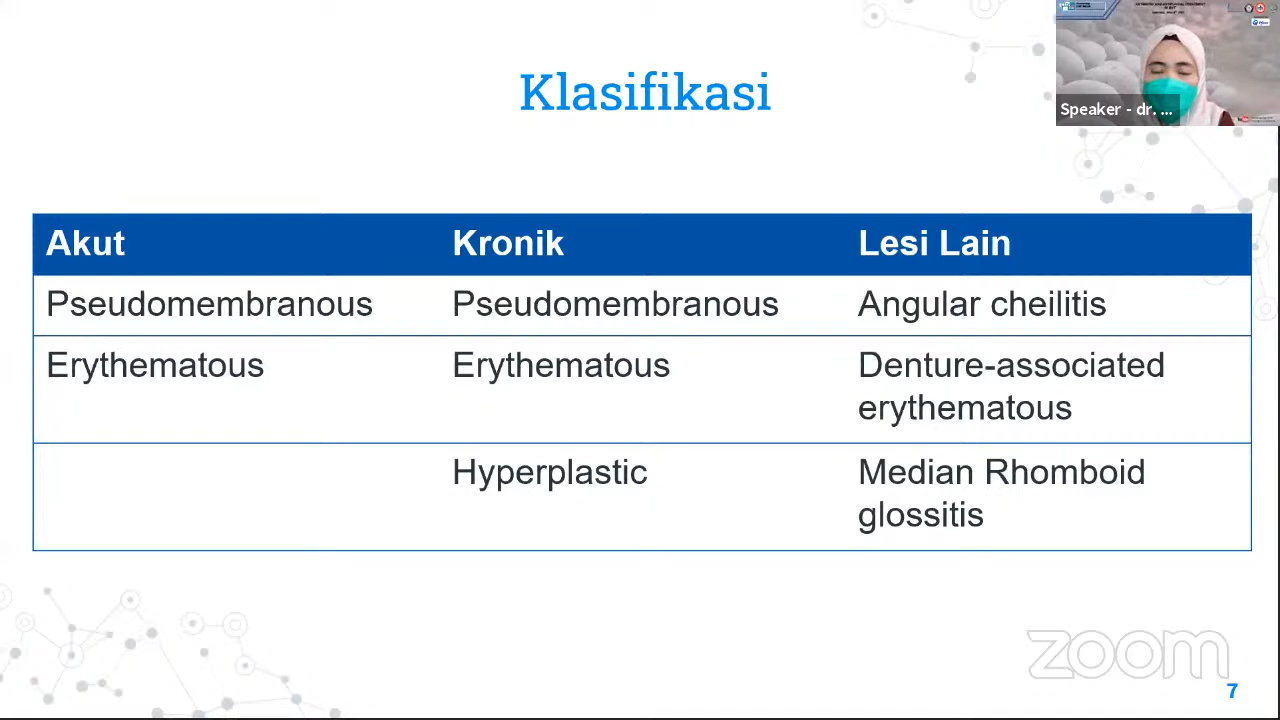 Klasifikasi
Speaker - dr. ...
Akut Kronik Lesi Lain
Pseudomembranous Pseudomembranous Angular cheilitis
Erythematous Erythematous Denture-associated
erythematous
Hyperplastic Median Rhomboid
glossitis
zoom
7